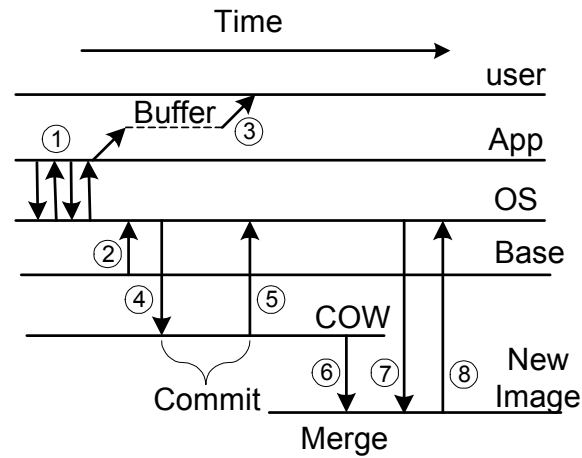 Time
user
Buffer
① ③
App
OS
② Base
④ ⑤
COW
⑥ ⑦ ⑧ New
Commit Image
Merge